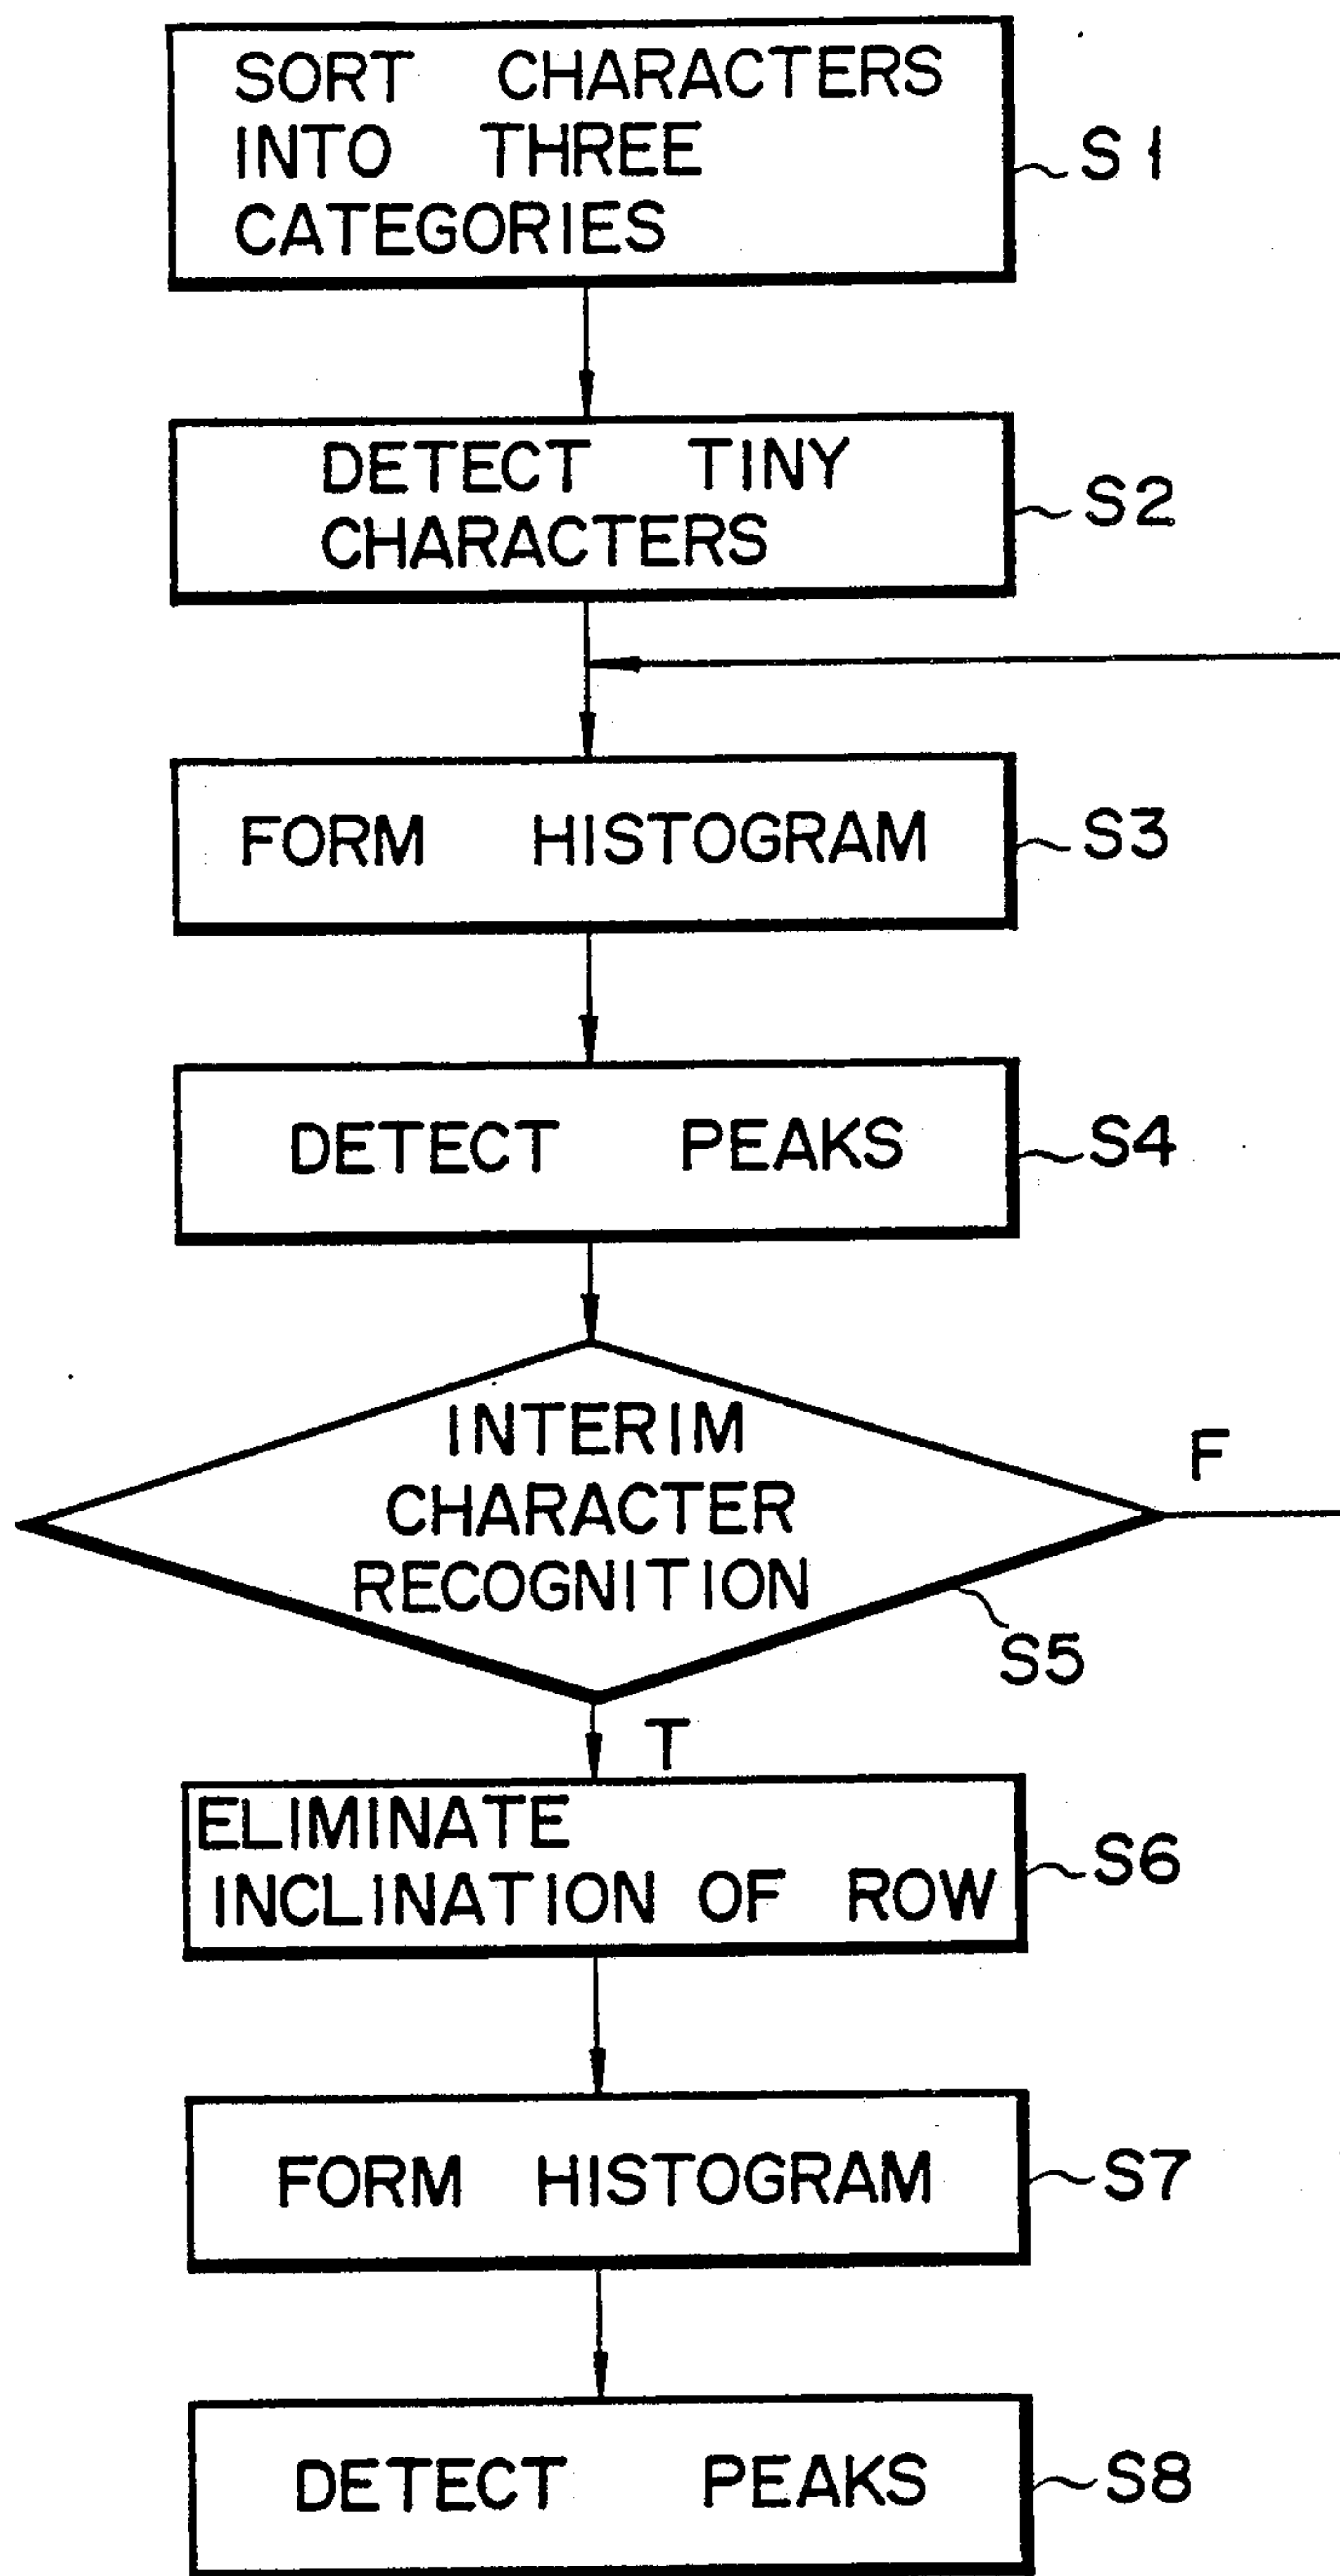 SORT CHARACTERS
INTO THREE
CATEGORIES
S1
DETECT TINY
CHARACTERS
S2
FORM HISTOGRAM
S3
DETECT PEAKS
S4
INTERIM
CHARACTER
RECOGNITION
F
S5
T
ELIMINATE
INCLINATION OF ROW
S6
FORM HISTOGRAM
S7
DETECT PEAKS
S8